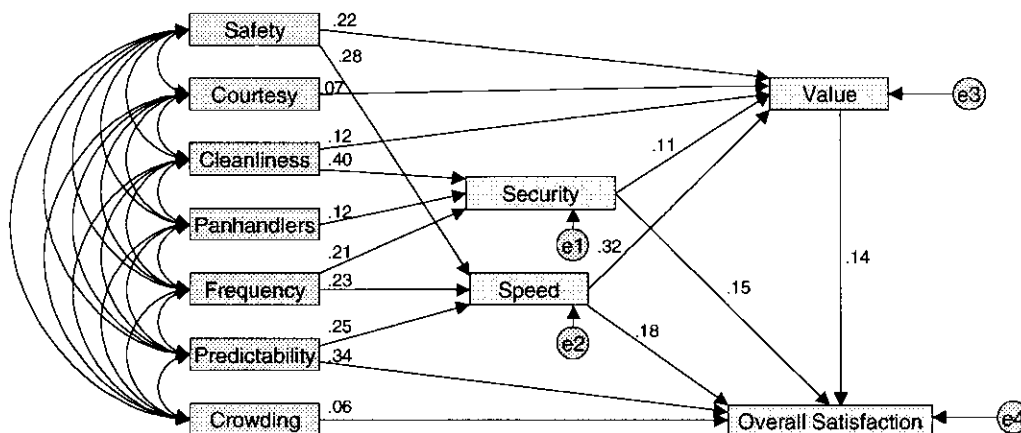 Safety
.22
.28
Courtesy
.07
Value
e3
Cleanliness
.12
.40
.11
Security
Panhandlers
.12
e1
.32
.21
.14
Frequency
.23
Speed
.15
.25
.18
e2
Predictability
.34
Crowding
.06
Overall Satisfaction
e4